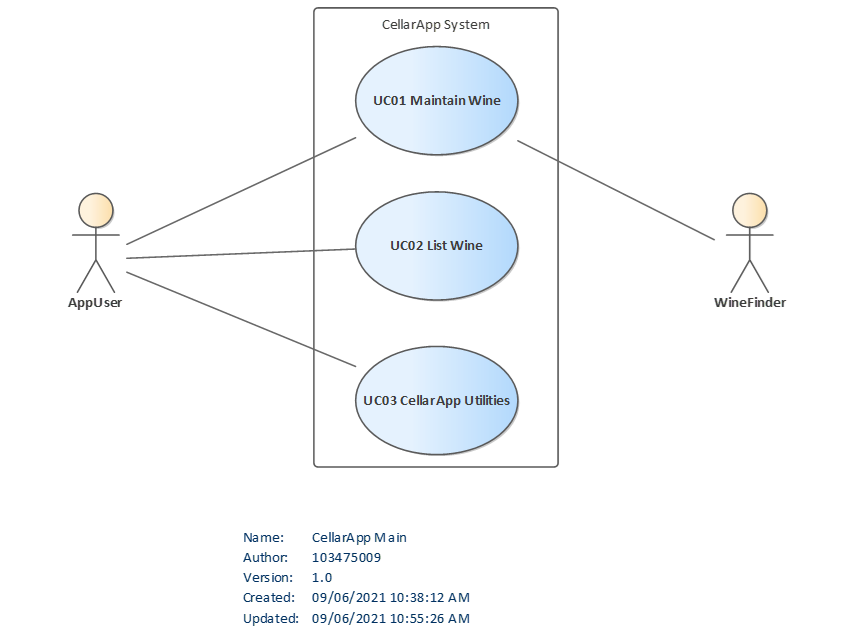 CellarApp System
UC01 Maintain Wine
UC02 List Wine
AppUser
WineFinder
UC03 CellarApp Utilities
Name: CellarApp Main
Author: 103475009
Version: 1.0
Created: 09/06/2021 10:38:12 AM
Updated: 09/06/2021 10:55:26 AM